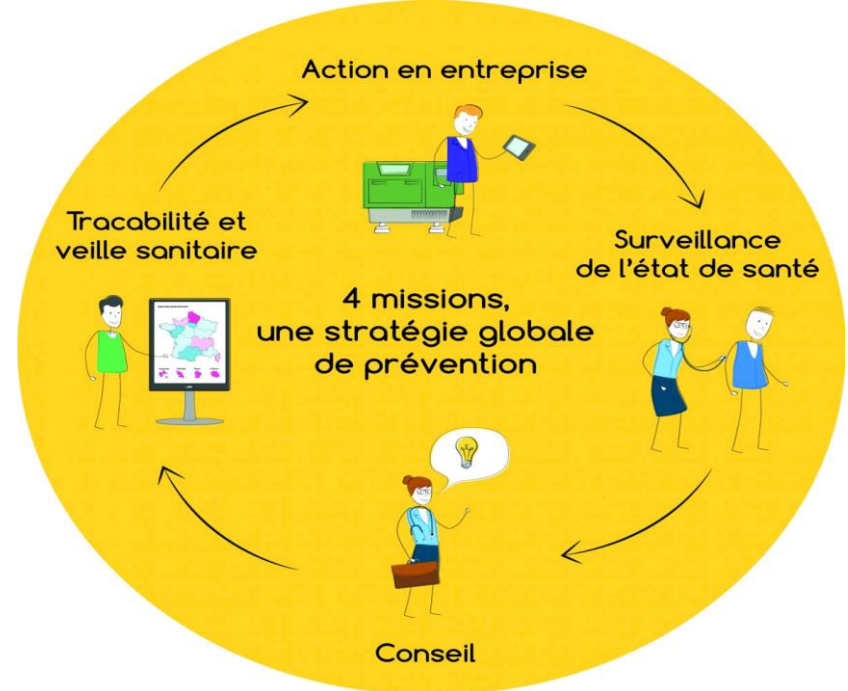 Action en entreprise
Tracabilité et
veille sanitaire
Surveillance
de l'état de santé
4 missions,
une stratégie globale
de prévention
Conseil